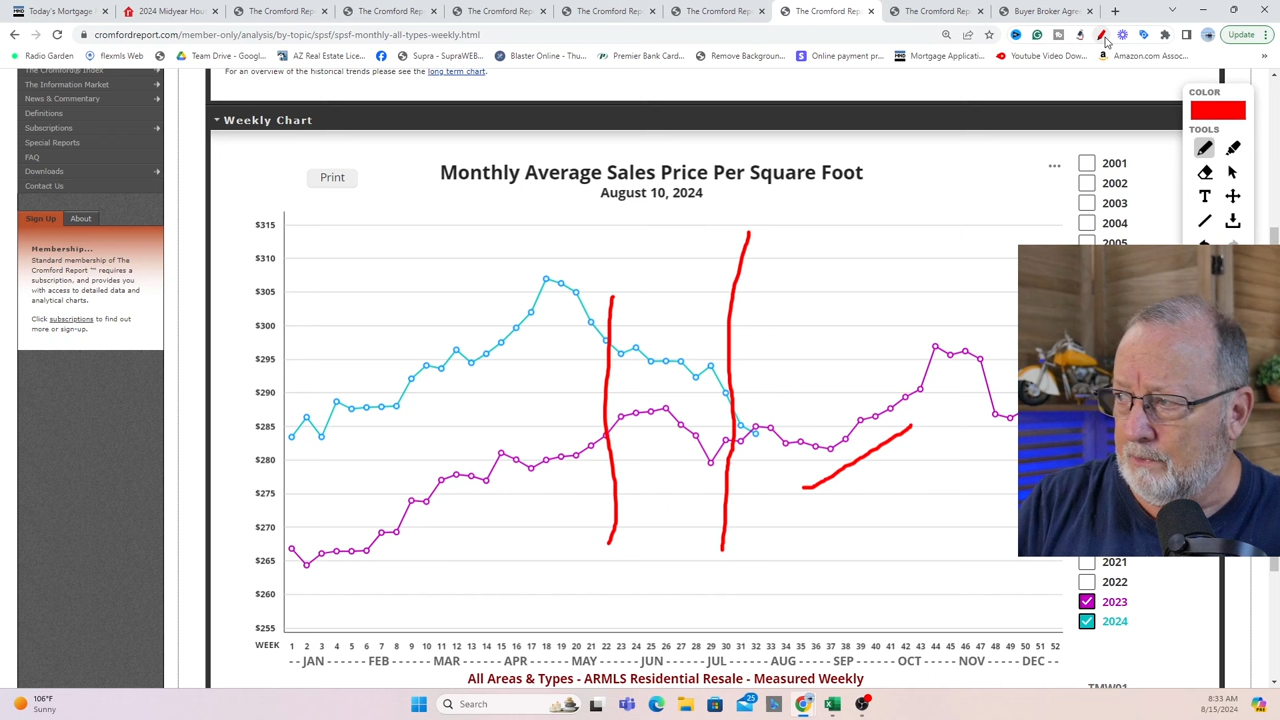 Today's Mortgage
2024 Midyear Hous
The Cromford Rep
The Cromford Rep
The Cromford Rep
The Cromford Rep
The Cromford Rep
Buyer Broker Agre
cromfordreport.com/member-only/analysis/by-topic/spsf/spsf-monthly-all-types-weekly.html
Update
Radio Garden
flexmls Web
Team Drive - Googl...
AZ Real Estate Loa...
Supra - SupraWEB...
Blaster Online - Thu...
Premier Bank Card...
Remove Backgroun...
Options Payment
Mortgage Applicati...
Youtube Video Dow...
Amazon.com Assoc...
The Cromford® Index
The Information Market
News & Commentary
Definitions
Subscriptions
Special Reports
FAQ
Downloads
Contact Us
Sign Up
About
Membership...
Standard membership of The
Cromford Report ™ requires a
subscription, and provides you
with access to detailed data and
analytical charts.
Click subscriptions to find out
more or sign-up.
For an overview of the historical trends please see the long term chart.
Weekly Chart
Print
Monthly Average Sales Price Per Square Foot
August 10, 2024
$315
$310
$305
$300
$295
$290
$285
$280
$275
$270
$265
$260
$255
WEEK 1 2 3 4 5 6 7 8 9 10 11 12 13 14 15 16 17 18 19 20 21 22 23 24 25 26 27 28 29 30 31 32 33 34 35 36 37 38 39 40 41 42 43 44 45 46 47 48 49 50 51 52
- - JAN - - - - - - FEB - - - - - - MAR - - - - - - APR - - - - - - MAY - - - - - - JUN - - - - - - JUL - - - - - - AUG - - - - - - SEP - - - - - - OCT - - - - - - NOV - - - - - - DEC - -
All Areas & Types - ARMLS Residential Resale - Measured Weekly
2001
2002
2003
2004
2005
2021
2022
2023
2024
TMW01
COLOR
TOOLS
T
106°F
Sunny
Search
25
8:33 AM
8/15/2024